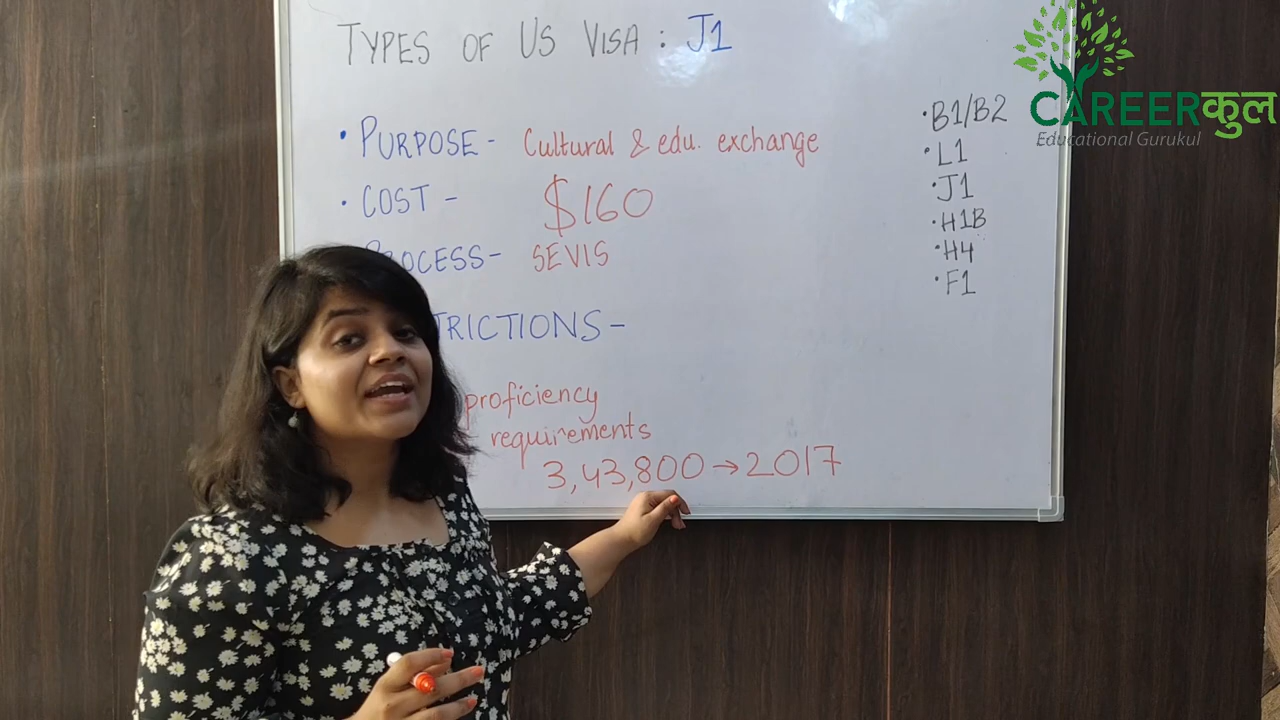 TYPES OF US VISA : J1
• PURPOSE - Cultural & edu. exchange
• COST - $160
PROCESS - SEVIS
TRICTIONS -
proficiency
requirements
3,43,800 → 2017
• B1/B2
• L1
• J1
• H1B
• H4
• F1
CAREERकुल
Educational Gurukul